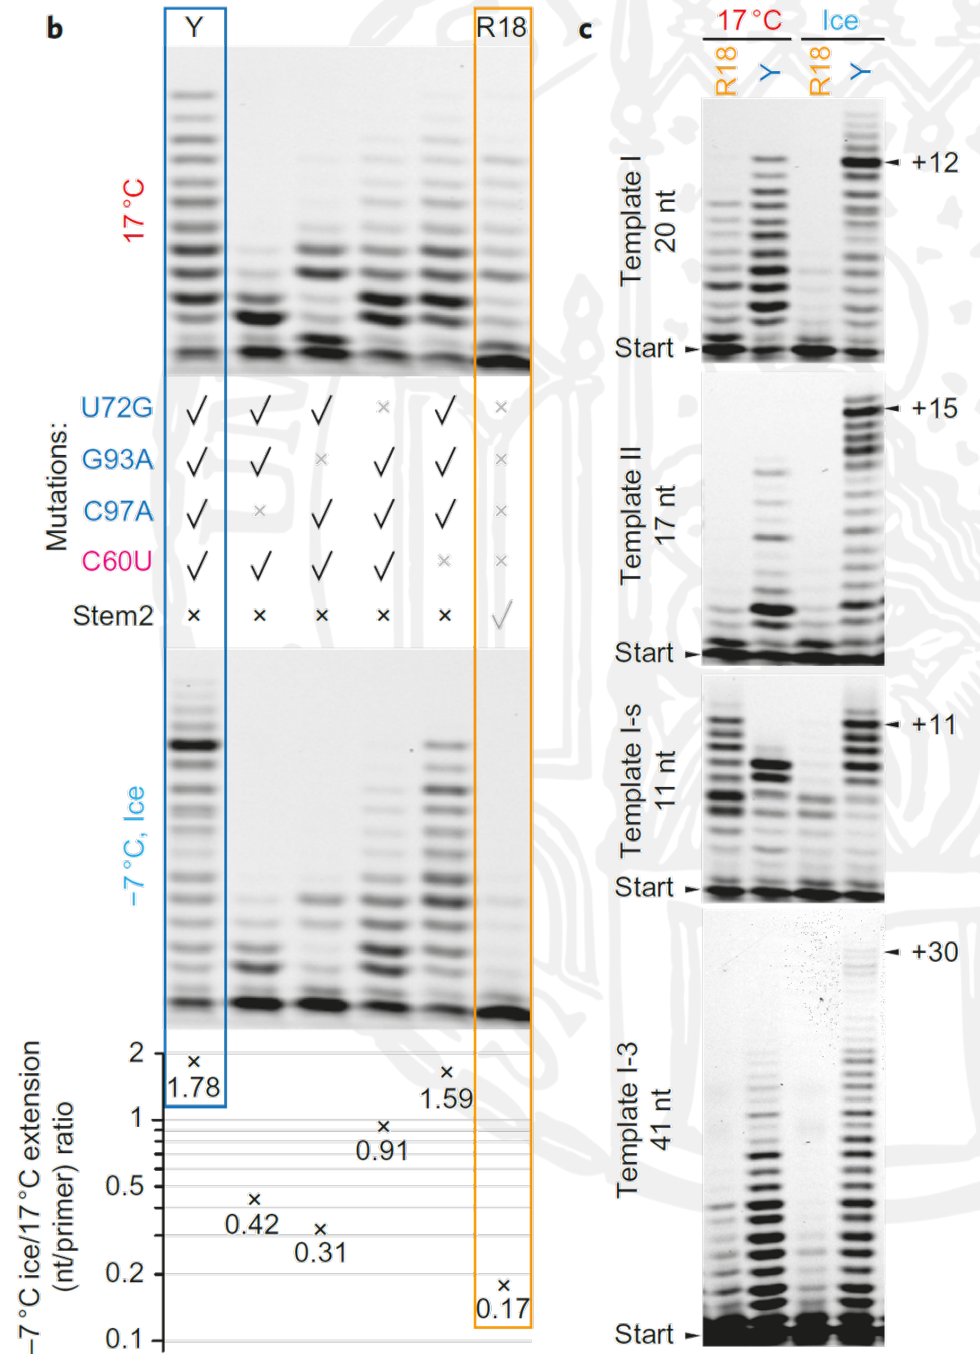 b
Y
R18
17 °C
Mutations:
U72G ✓ ✓ ✓ × ✓ ×
G93A ✓ ✓ × ✓ ✓ ×
C97A ✓ × ✓ ✓ ✓ ×
C60U ✓ ✓ ✓ ✓ × ×
Stem2 × × × × × ✓
−7 °C, Ice
−7 °C ice/17 °C extension
(nt/primer) ratio
2
1
0.5
0.2
0.1
1.78
0.42
0.31
0.91
1.59
0.17
c
17 °C
Ice
R18
Y
R18
Y
Template I
20 nt
+12
Start
Template II
17 nt
+15
Start
Template I-s
11 nt
+11
Start
Template I-3
41 nt
+30
Start